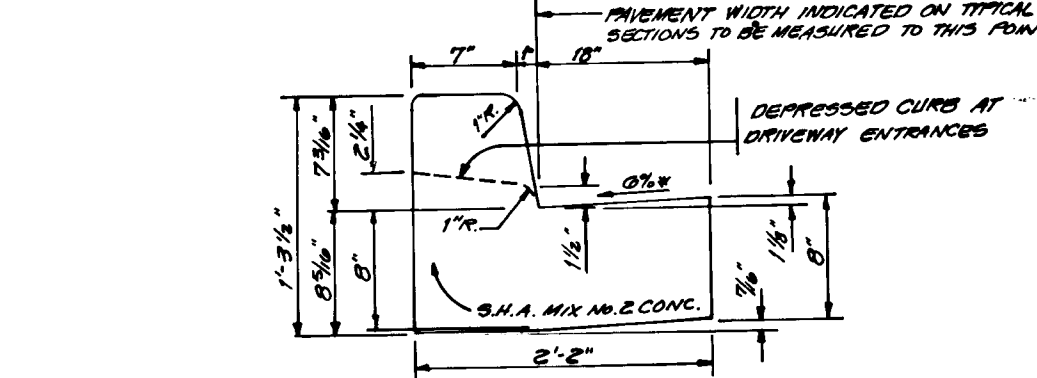 PAVEMENT WIDTH INDICATED ON TYPICAL
SECTIONS TO BE MEASURED TO THIS POIN
7" 1" 18"
DEPRESSED CURB AT
DRIVEWAY ENTRANCES
1"R.
2 1/4"
7 3/16"
6%*
1"R.
1'-3 1/2"
8 5/16"
8"
1 1/2"
1 1/8"
8"
7/16"
S.H.A. MIX NO. 2 CONC.
2'-2"